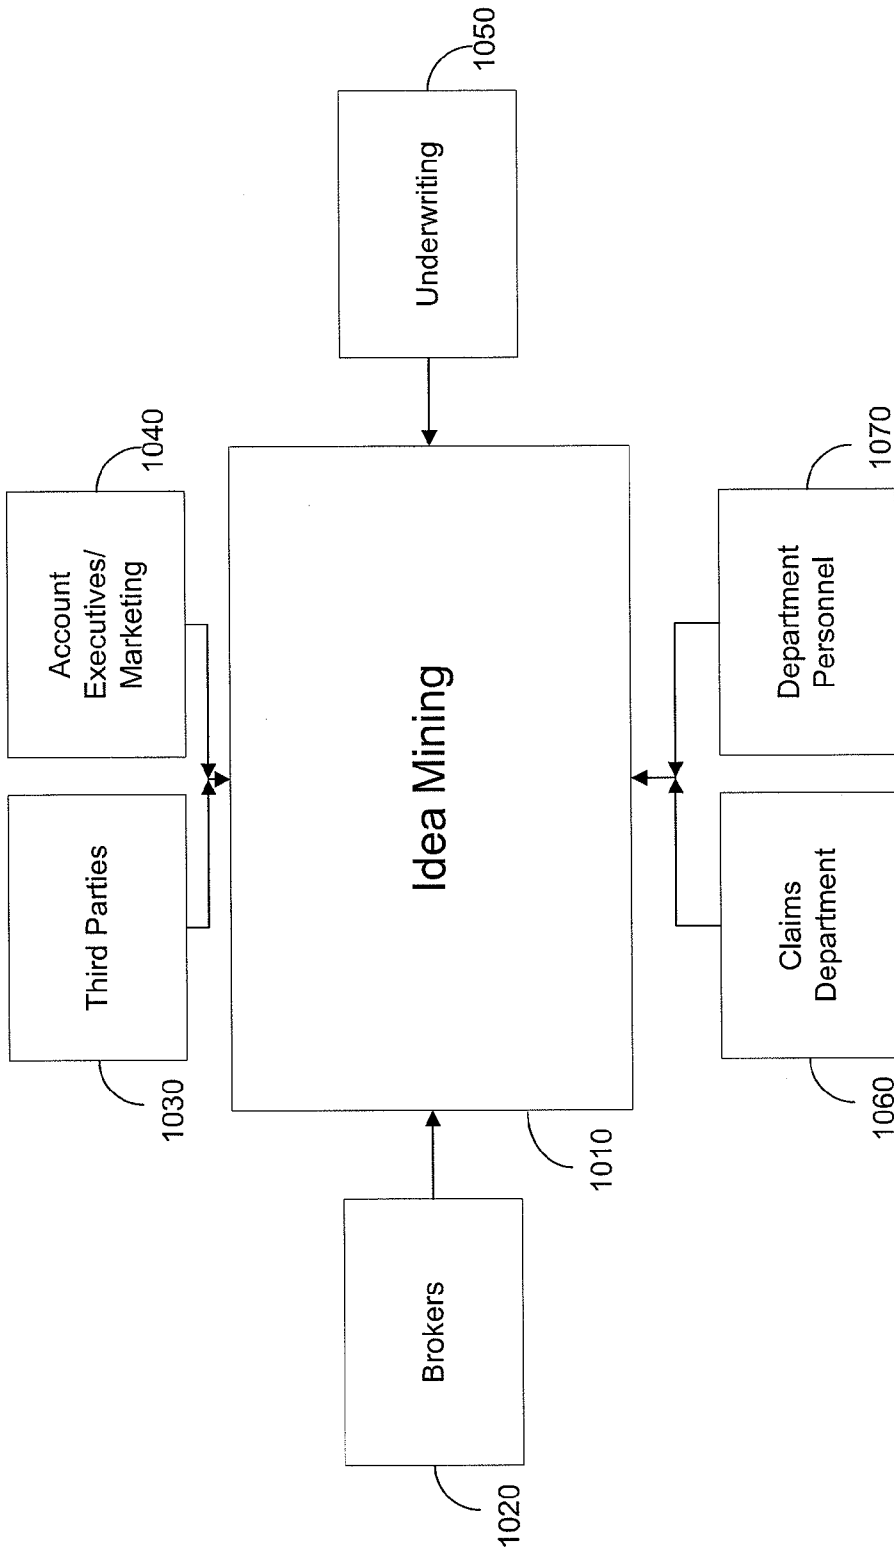 Third Parties
1030
Account
Executives/
Marketing
1040
Brokers
1020
Idea Mining
1010
Underwriting
1050
Claims
Department
1060
Department
Personnel
1070